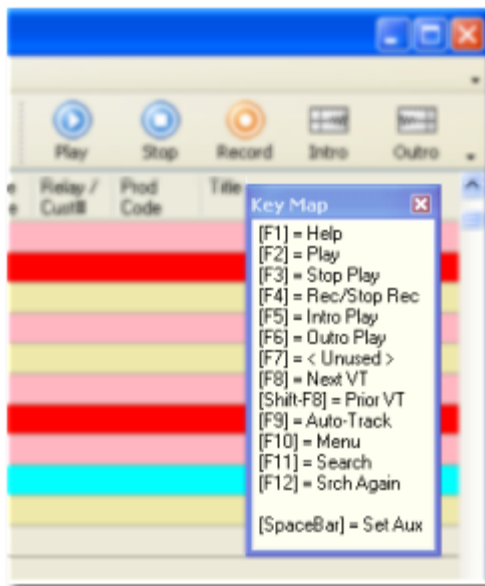 Play Stop Record Intro Outro
Relay / Prod Title
Cust# Code
Key Map
[F1] = Help
[F2] = Play
[F3] = Stop Play
[F4] = Rec/Stop Rec
[F5] = Intro Play
[F6] = Outro Play
[F7] = < Unused >
[F8] = Next VT
[Shift-F8] = Prior VT
[F9] = Auto-Track
[F10] = Menu
[F11] = Search
[F12] = Srch Again
[SpaceBar] = Set Aux